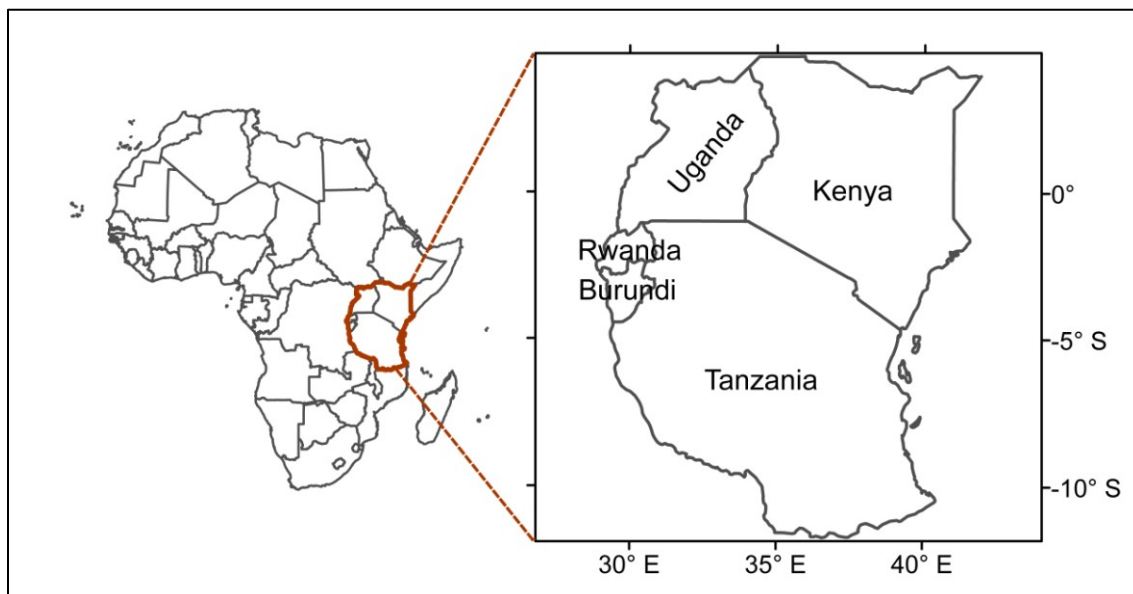 Uganda
Kenya
0°
Rwanda
Burundi
-5° S
Tanzania
-10° S
30° E
35° E
40° E